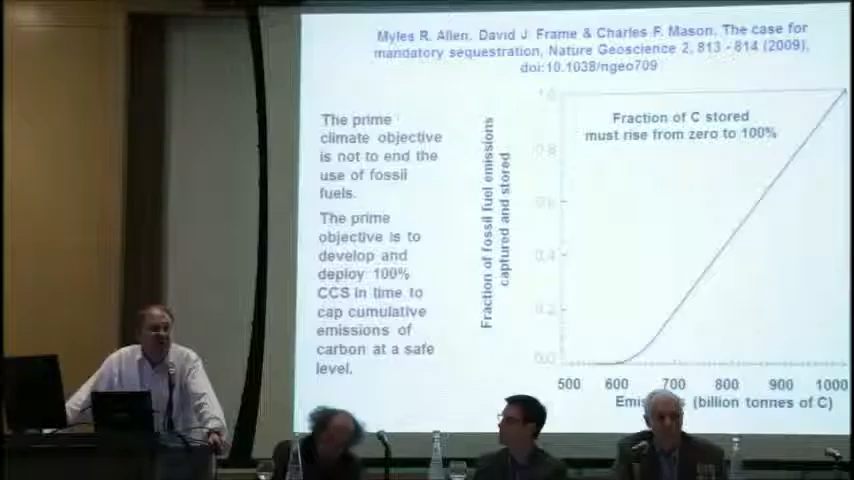 Myles R. Allen, David J. Frame & Charles F. Mason, The case for
mandatory sequestration, Nature Geoscience 2, 813 - 814 (2009),
doi:10.1038/ngeo709
The prime
climate objective
is not to end the
use of fossil
fuels.
The prime
objective is to
develop and
deploy 100%
CCS in time to
cap cumulative
emissions of
carbon at a safe
level.
Fraction of fossil fuel emissions
captured and stored
Fraction of C stored
must rise from zero to 100%
1.0
0.8
0.6
0.4
0.2
0.0
500 600 700 800 900 1000
(billion tonnes of C)